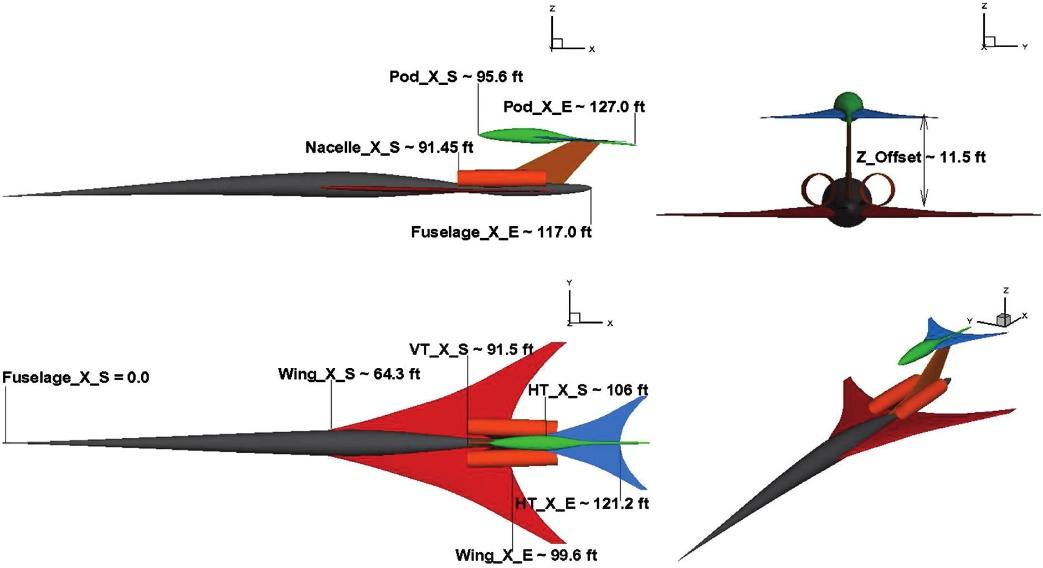 Z
X
Y
Z
X
Y
Pod_X_S ~ 95.6 ft
Pod_X_E ~ 127.0 ft
Nacelle_X_S ~ 91.45 ft
Z_Offset ~ 11.5 ft
Fuselage_X_E ~ 117.0 ft
Y
Z
X
Z
Y
X
VT_X_S ~ 91.5 ft
Fuselage_X_S = 0.0
Wing_X_S ~ 64.3 ft
HT_X_S ~ 106 ft
HT_X_E ~ 121.2 ft
Wing_X_E ~ 99.6 ft